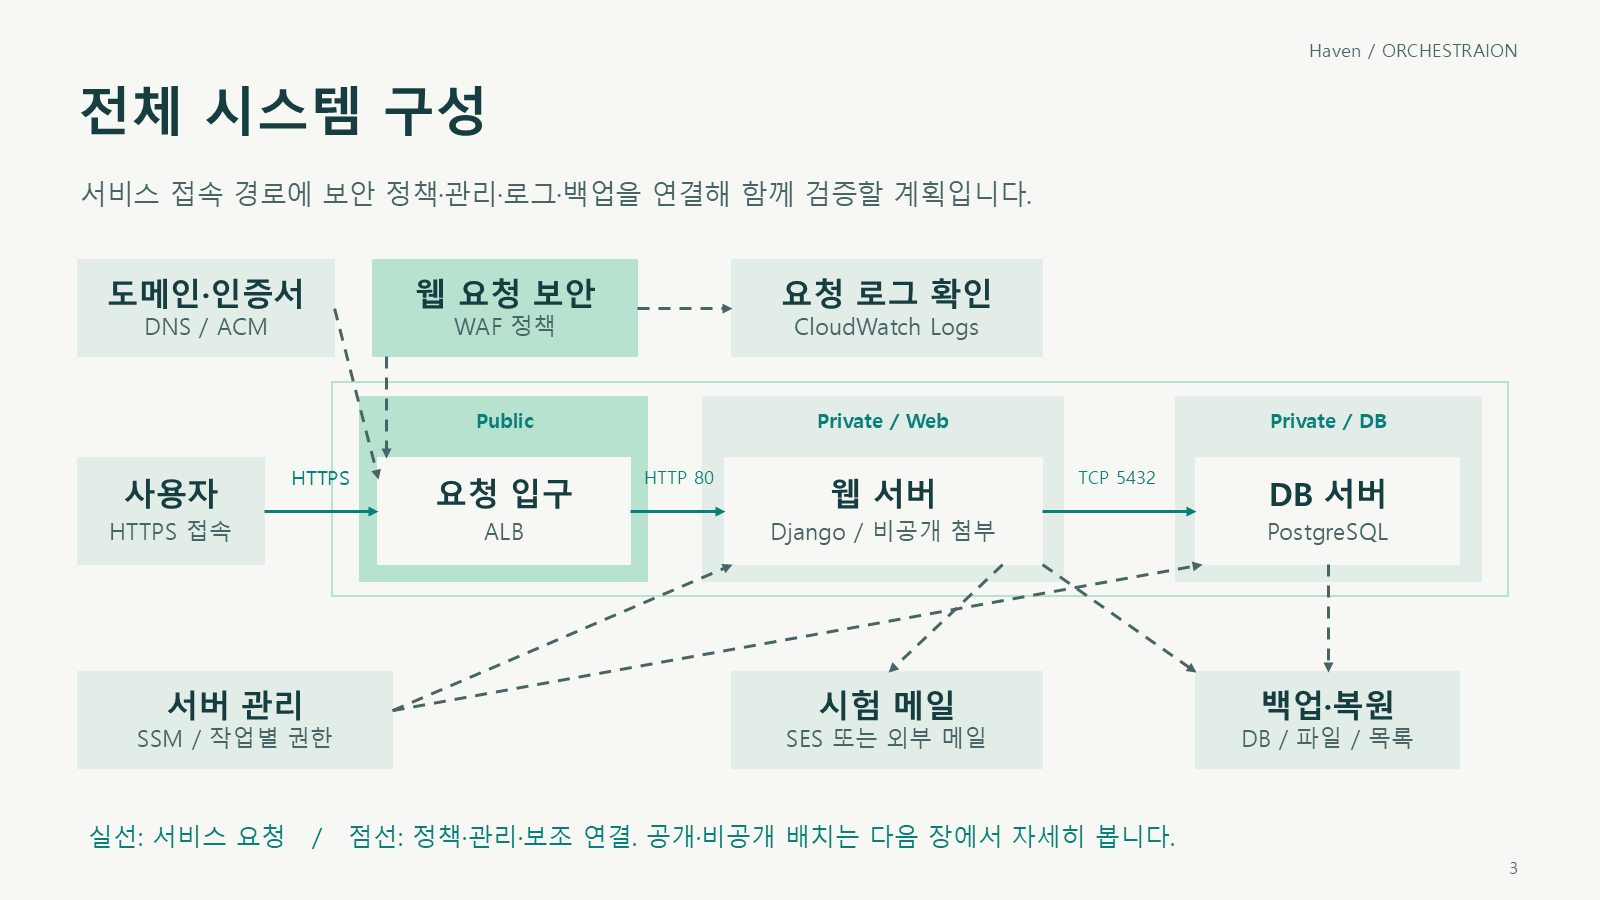 Haven / ORCHESTRAION
전체 시스템 구성
서비스 접속 경로에 보안 정책·관리·로그·백업을 연결해 함께 검증할 계획입니다.
도메인·인증서
DNS / ACM
웹 요청 보안
WAF 정책
요청 로그 확인
CloudWatch Logs
Public
Private / Web
Private / DB
사용자
HTTPS 접속
HTTPS
요청 입구
ALB
HTTP 80
웹 서버
Django / 비공개 첨부
TCP 5432
DB 서버
PostgreSQL
서버 관리
SSM / 작업별 권한
시험 메일
SES 또는 외부 메일
백업·복원
DB / 파일 / 목록
실선: 서비스 요청 / 점선: 정책·관리·보조 연결. 공개·비공개 배치는 다음 장에서 자세히 봅니다.
3